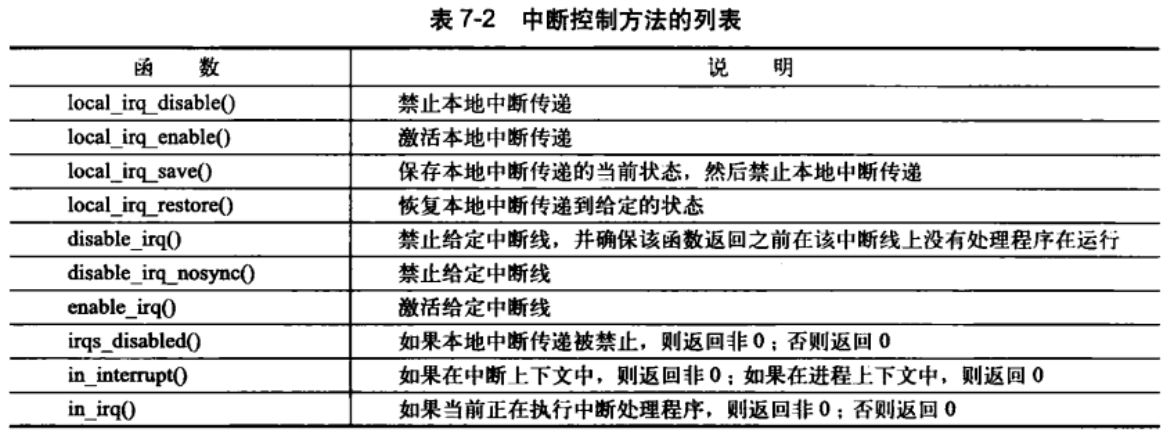 表 7-2 中断控制方法的列表
函 数 说 明
local_irq_disable() 禁止本地中断传递
local_irq_enable() 激活本地中断传递
local_irq_save() 保存本地中断传递的当前状态，然后禁止本地中断传递
local_irq_restore() 恢复本地中断传递到给定的状态
disable_irq() 禁止给定中断线，并确保该函数返回之前在该中断线上没有处理程序在运行
disable_irq_nosync() 禁止给定中断线
enable_irq() 激活给定中断线
irqs_disabled() 如果本地中断传递被禁止，则返回非 0；否则返回 0
in_interrupt() 如果在中断上下文中，则返回非 0；如果在进程上下文中，则返回 0
in_irq() 如果当前正在执行中断处理程序，则返回非 0；否则返回 0